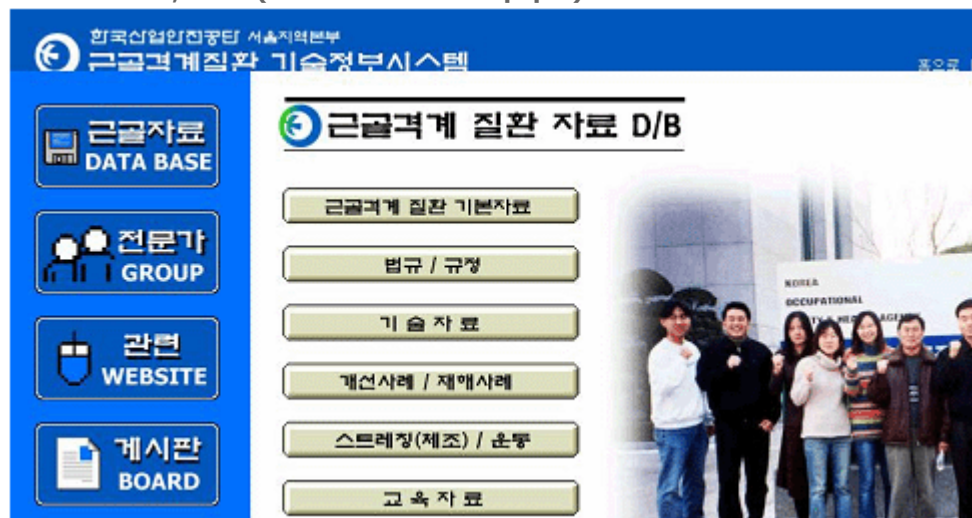 한국산업안전공단 서울지역본부
근골격계질환 기술정보시스템
홈으로
근골자료
DATA BASE
전문가
GROUP
관련
WEBSITE
게시판
BOARD
근골격계 질환 자료 D/B
근골격계 질환 기본자료
법규 / 규정
기 술 자 료
개선사례 / 재해사례
스트레칭(체조) / 운동
교 육 자 료
KOREA
OCCUPATIONAL